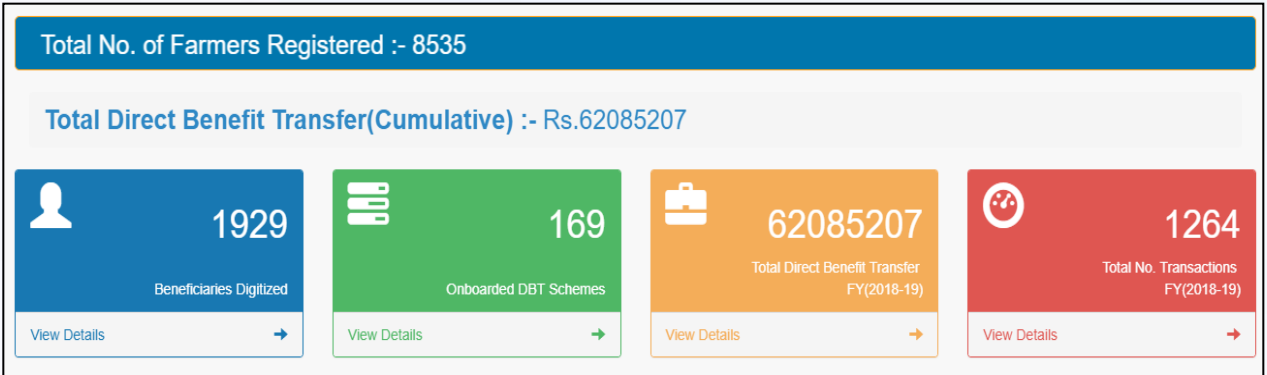 Total No. of Farmers Registered :- 8535
Total Direct Benefit Transfer(Cumulative) :- Rs.62085207
1929
Beneficiaries Digitized
View Details
169
Onboarded DBT Schemes
View Details
62085207
Total Direct Benefit Transfer
FY(2018-19)
View Details
1264
Total No. Transactions
FY(2018-19)
View Details